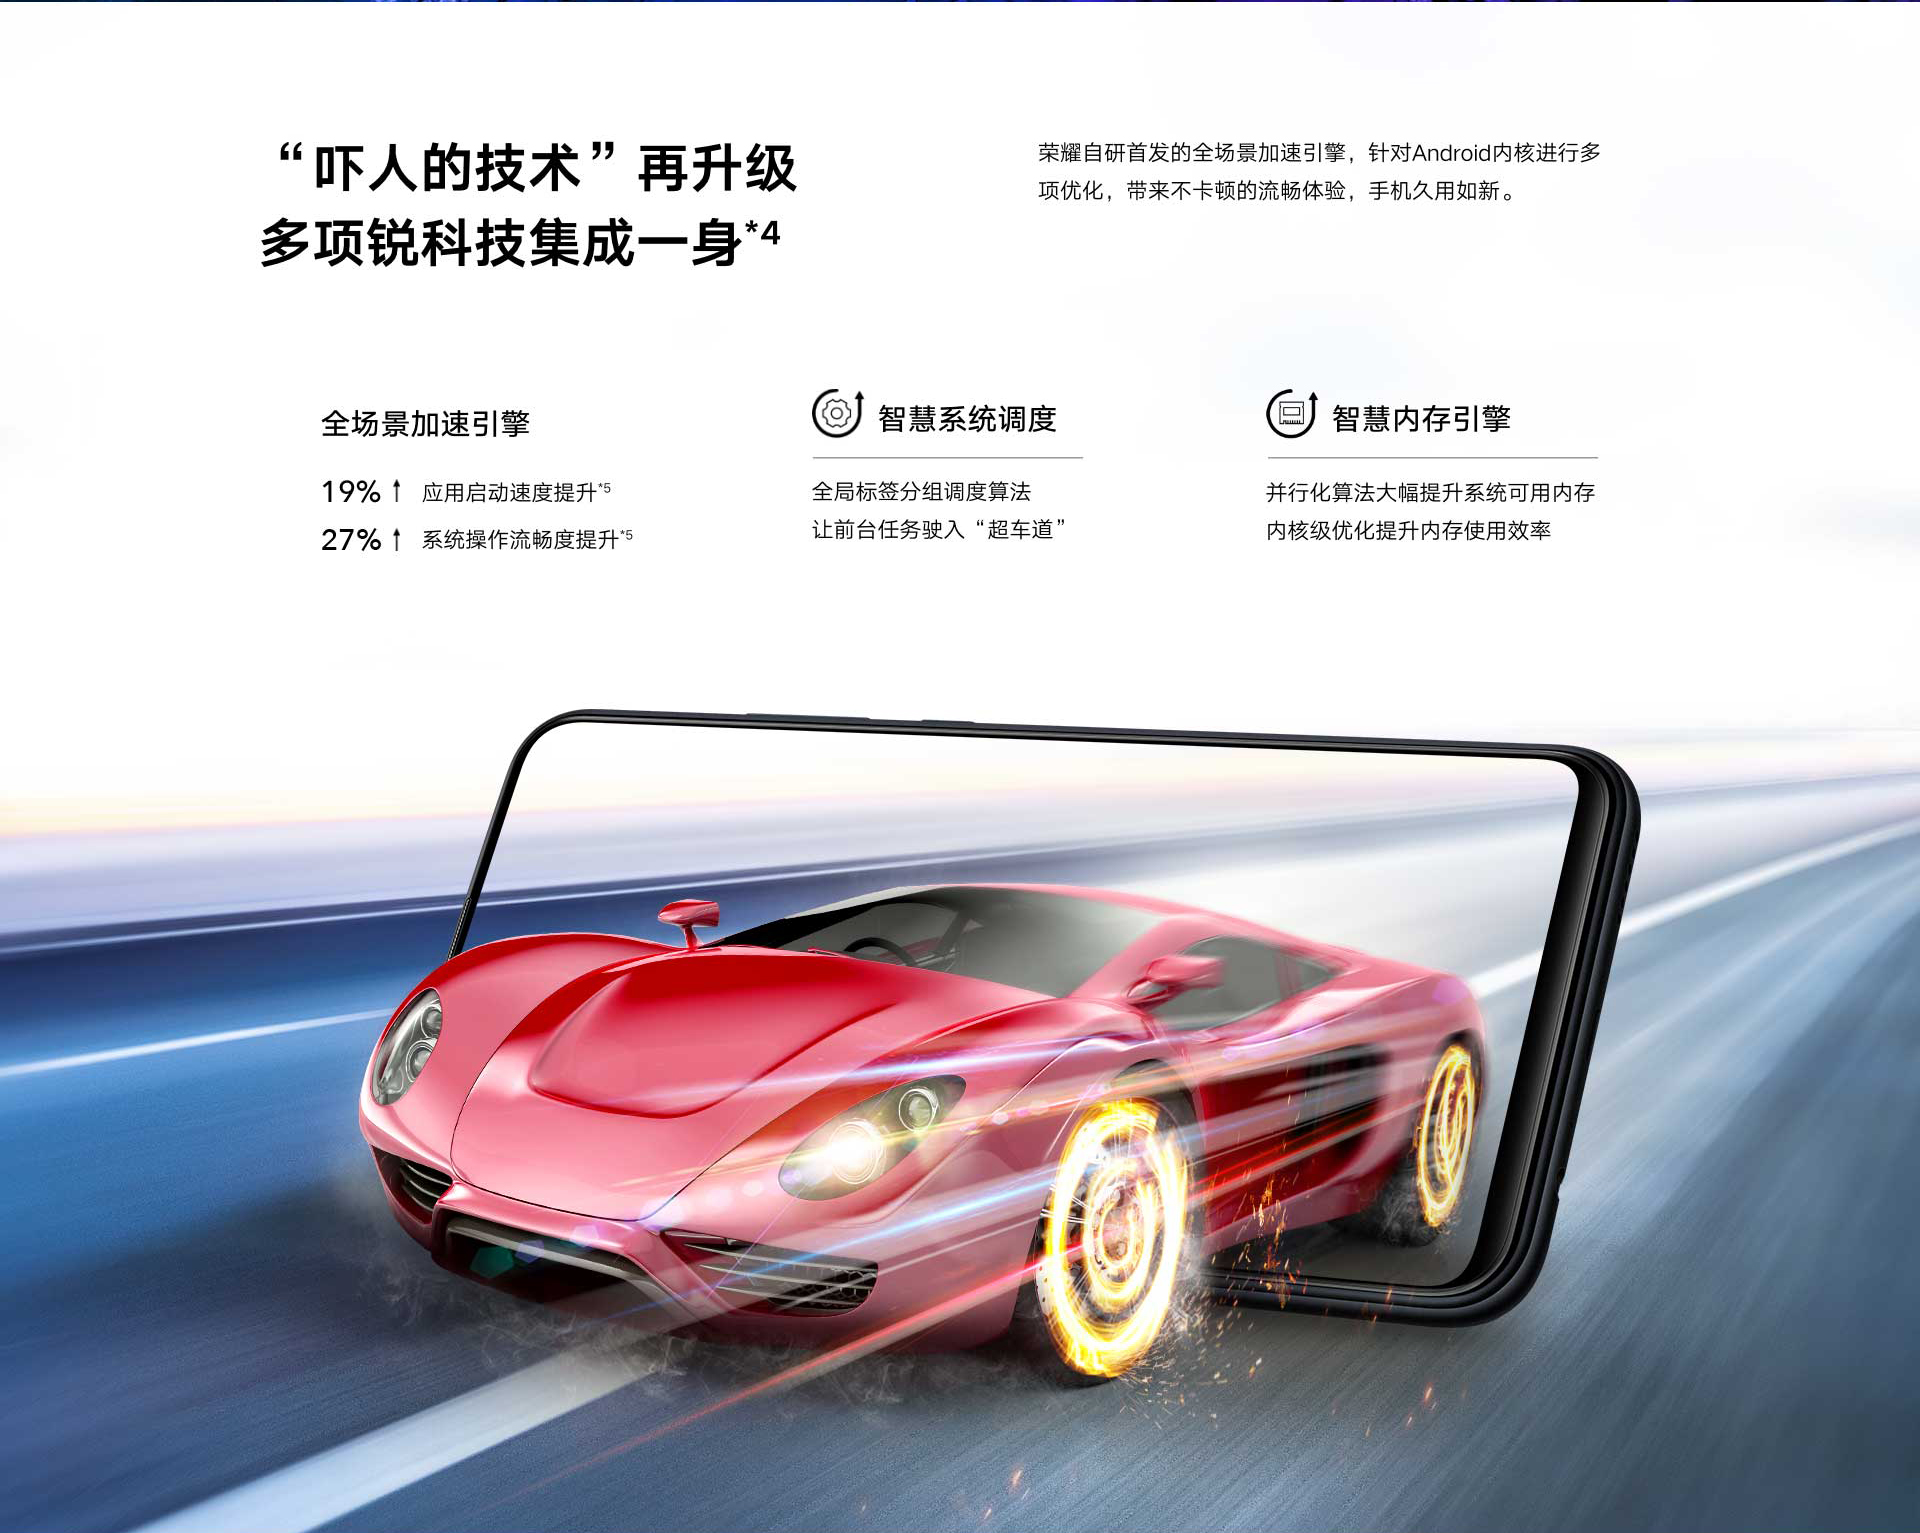 “吓人的技术”再升级
多项锐科技集成一身*4
荣耀自研首发的全场景加速引擎，针对Android内核进行多
项优化，带来不卡顿的流畅体验，手机久用如新。
全场景加速引擎
19%↑ 应用启动速度提升*5
27%↑ 系统操作流畅度提升*5
智慧系统调度
全局标签分组调度算法
让前台任务驶入“超车道”
智慧内存引擎
并行化算法大幅提升系统可用内存
内核级优化提升内存使用效率